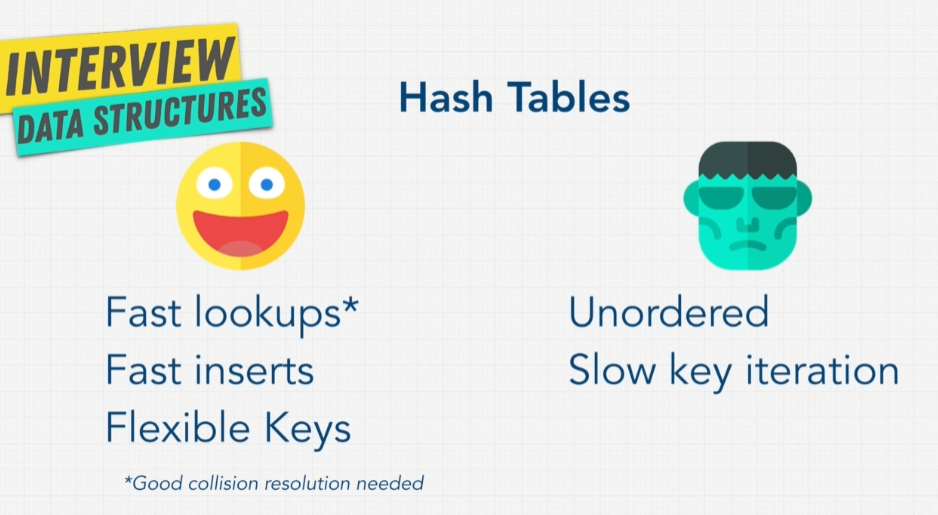 INTERVIEW
DATA STRUCTURES
Hash Tables
Fast lookups*
Fast inserts
Flexible Keys
*Good collision resolution needed
Unordered
Slow key iteration